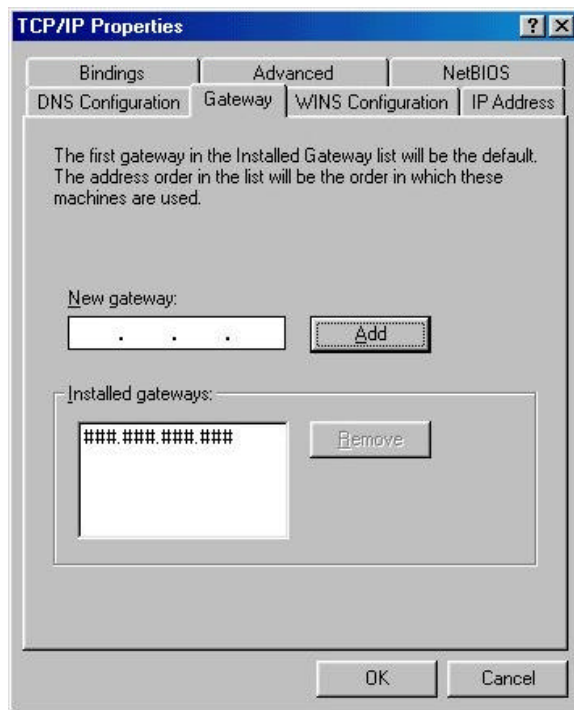 TCP/IP Properties
Bindings Advanced NetBIOS
DNS Configuration Gateway WINS Configuration IP Address
The first gateway in the Installed Gateway list will be the default.
The address order in the list will be the order in which these
machines are used.
New gateway:
. . . Add
Installed gateways:
###.###.###.### Remove
OK Cancel